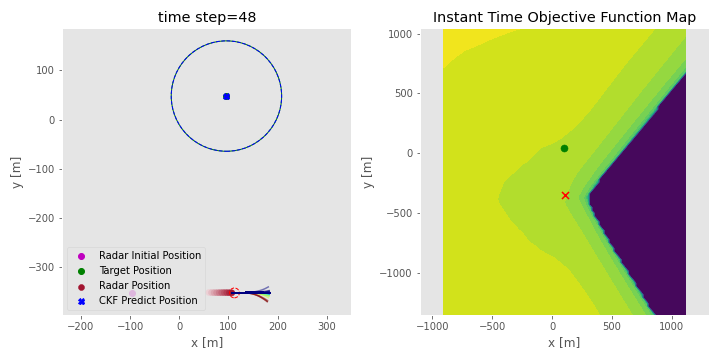 time step=48
y [m]
100
0
−100
−200
−300
Radar Initial Position
Target Position
Radar Position
CKF Predict Position
−200
−100
0
100
200
300
x [m]
Instant Time Objective Function Map
y [m]
1000
500
0
−500
−1000
−1000
−500
0
500
1000
x [m]